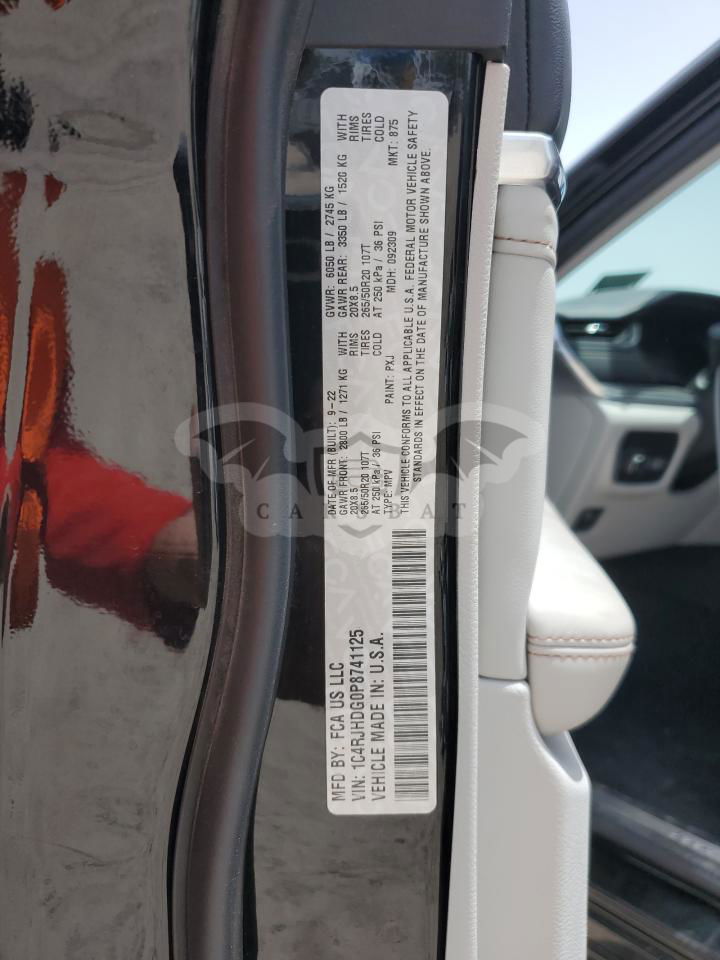 MFD BY: FCA US LLC
VIN: 1C4RJHDG0P8741125
VEHICLE MADE IN: U.S.A.
DATE OF MFR (BUILT): 9-22 GVWR: 6050 LB / 2745 KG
GAWR FRONT: 2800 LB / 1271 KG WITH GAWR REAR: 3350 LB / 1520 KG WITH
20X8.5 RIMS 20X8.5 RIMS
265/50R20 107T TIRES 265/50R20 107T TIRES
AT 250 kPa / 36 PSI COLD AT 250 kPa / 36 PSI COLD
TYPE: MPV PAINT: PXJ MDH: 092309 MKT: 875
THIS VEHICLE CONFORMS TO ALL APPLICABLE U.S.A. FEDERAL MOTOR VEHICLE SAFETY
STANDARDS IN EFFECT ON THE DATE OF MANUFACTURE SHOWN ABOVE.
CARSBAT